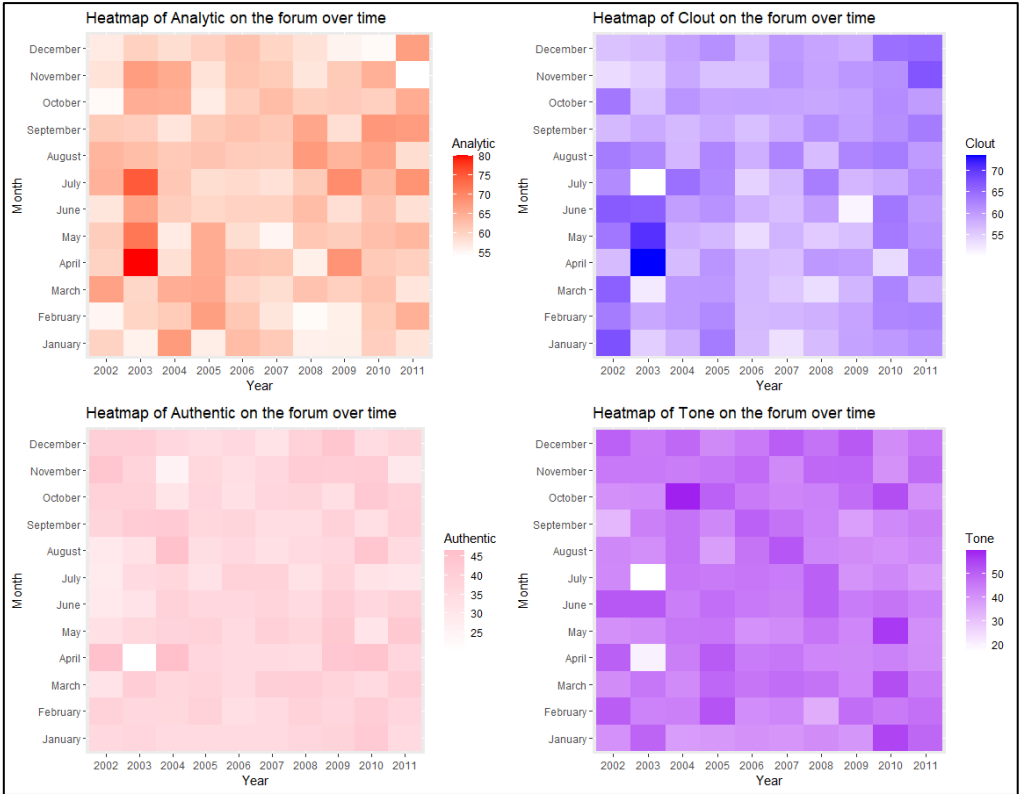 Heatmap of Analytic on the forum over time
December
November
October
September
August
July
June
May
April
March
February
January
Month
2002 2003 2004 2005 2006 2007 2008 2009 2010 2011
Year
Analytic
80
75
70
65
60
55
Heatmap of Clout on the forum over time
December
November
October
September
August
July
June
May
April
March
February
January
Month
2002 2003 2004 2005 2006 2007 2008 2009 2010 2011
Year
Clout
70
65
60
55
Heatmap of Authentic on the forum over time
December
November
October
September
August
July
June
May
April
March
February
January
Month
2002 2003 2004 2005 2006 2007 2008 2009 2010 2011
Year
Authentic
45
40
35
30
25
Heatmap of Tone on the forum over time
December
November
October
September
August
July
June
May
April
March
February
January
Month
2002 2003 2004 2005 2006 2007 2008 2009 2010 2011
Year
Tone
50
40
30
20